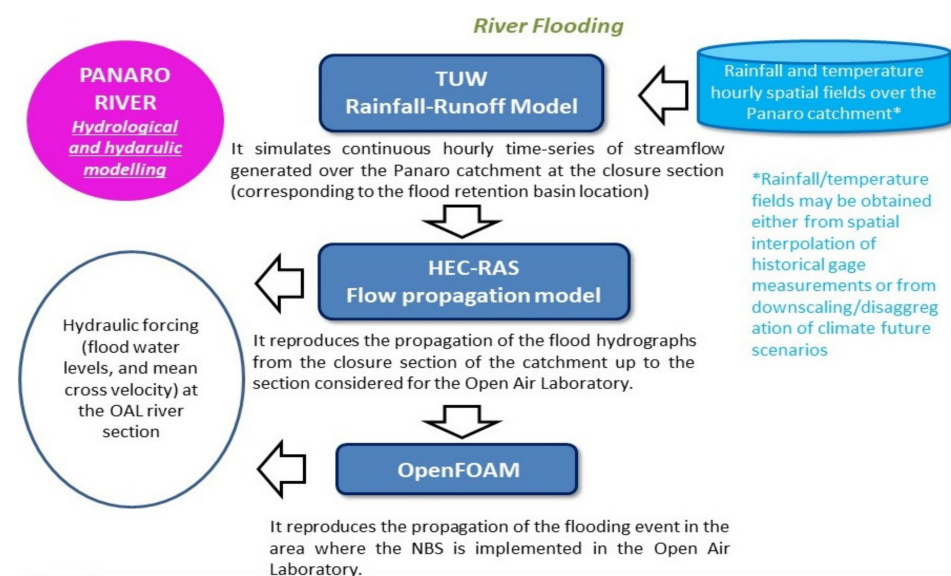 River Flooding
PANARO
RIVER
Hydrological
and hydarulic
modelling
TUW
Rainfall-Runoff Model
Rainfall and temperature
hourly spatial fields over the
Panaro catchment*
It simulates continuous hourly time-series of streamflow
generated over the Panaro catchment at the closure section
(corresponding to the flood retention basin location)
*Rainfall/temperature
fields may be obtained
either from spatial
interpolation of
historical gage
measurements or from
downscaling/disaggreg
ation of climate future
scenarios
HEC-RAS
Flow propagation model
Hydraulic forcing
(flood water
levels, and mean
cross velocity) at
the OAL river
section
It reproduces the propagation of the flood hydrographs
from the closure section of the catchment up to the
section considered for the Open Air Laboratory.
OpenFOAM
It reproduces the propagation of the flooding event in the
area where the NBS is implemented in the Open Air
Laboratory.